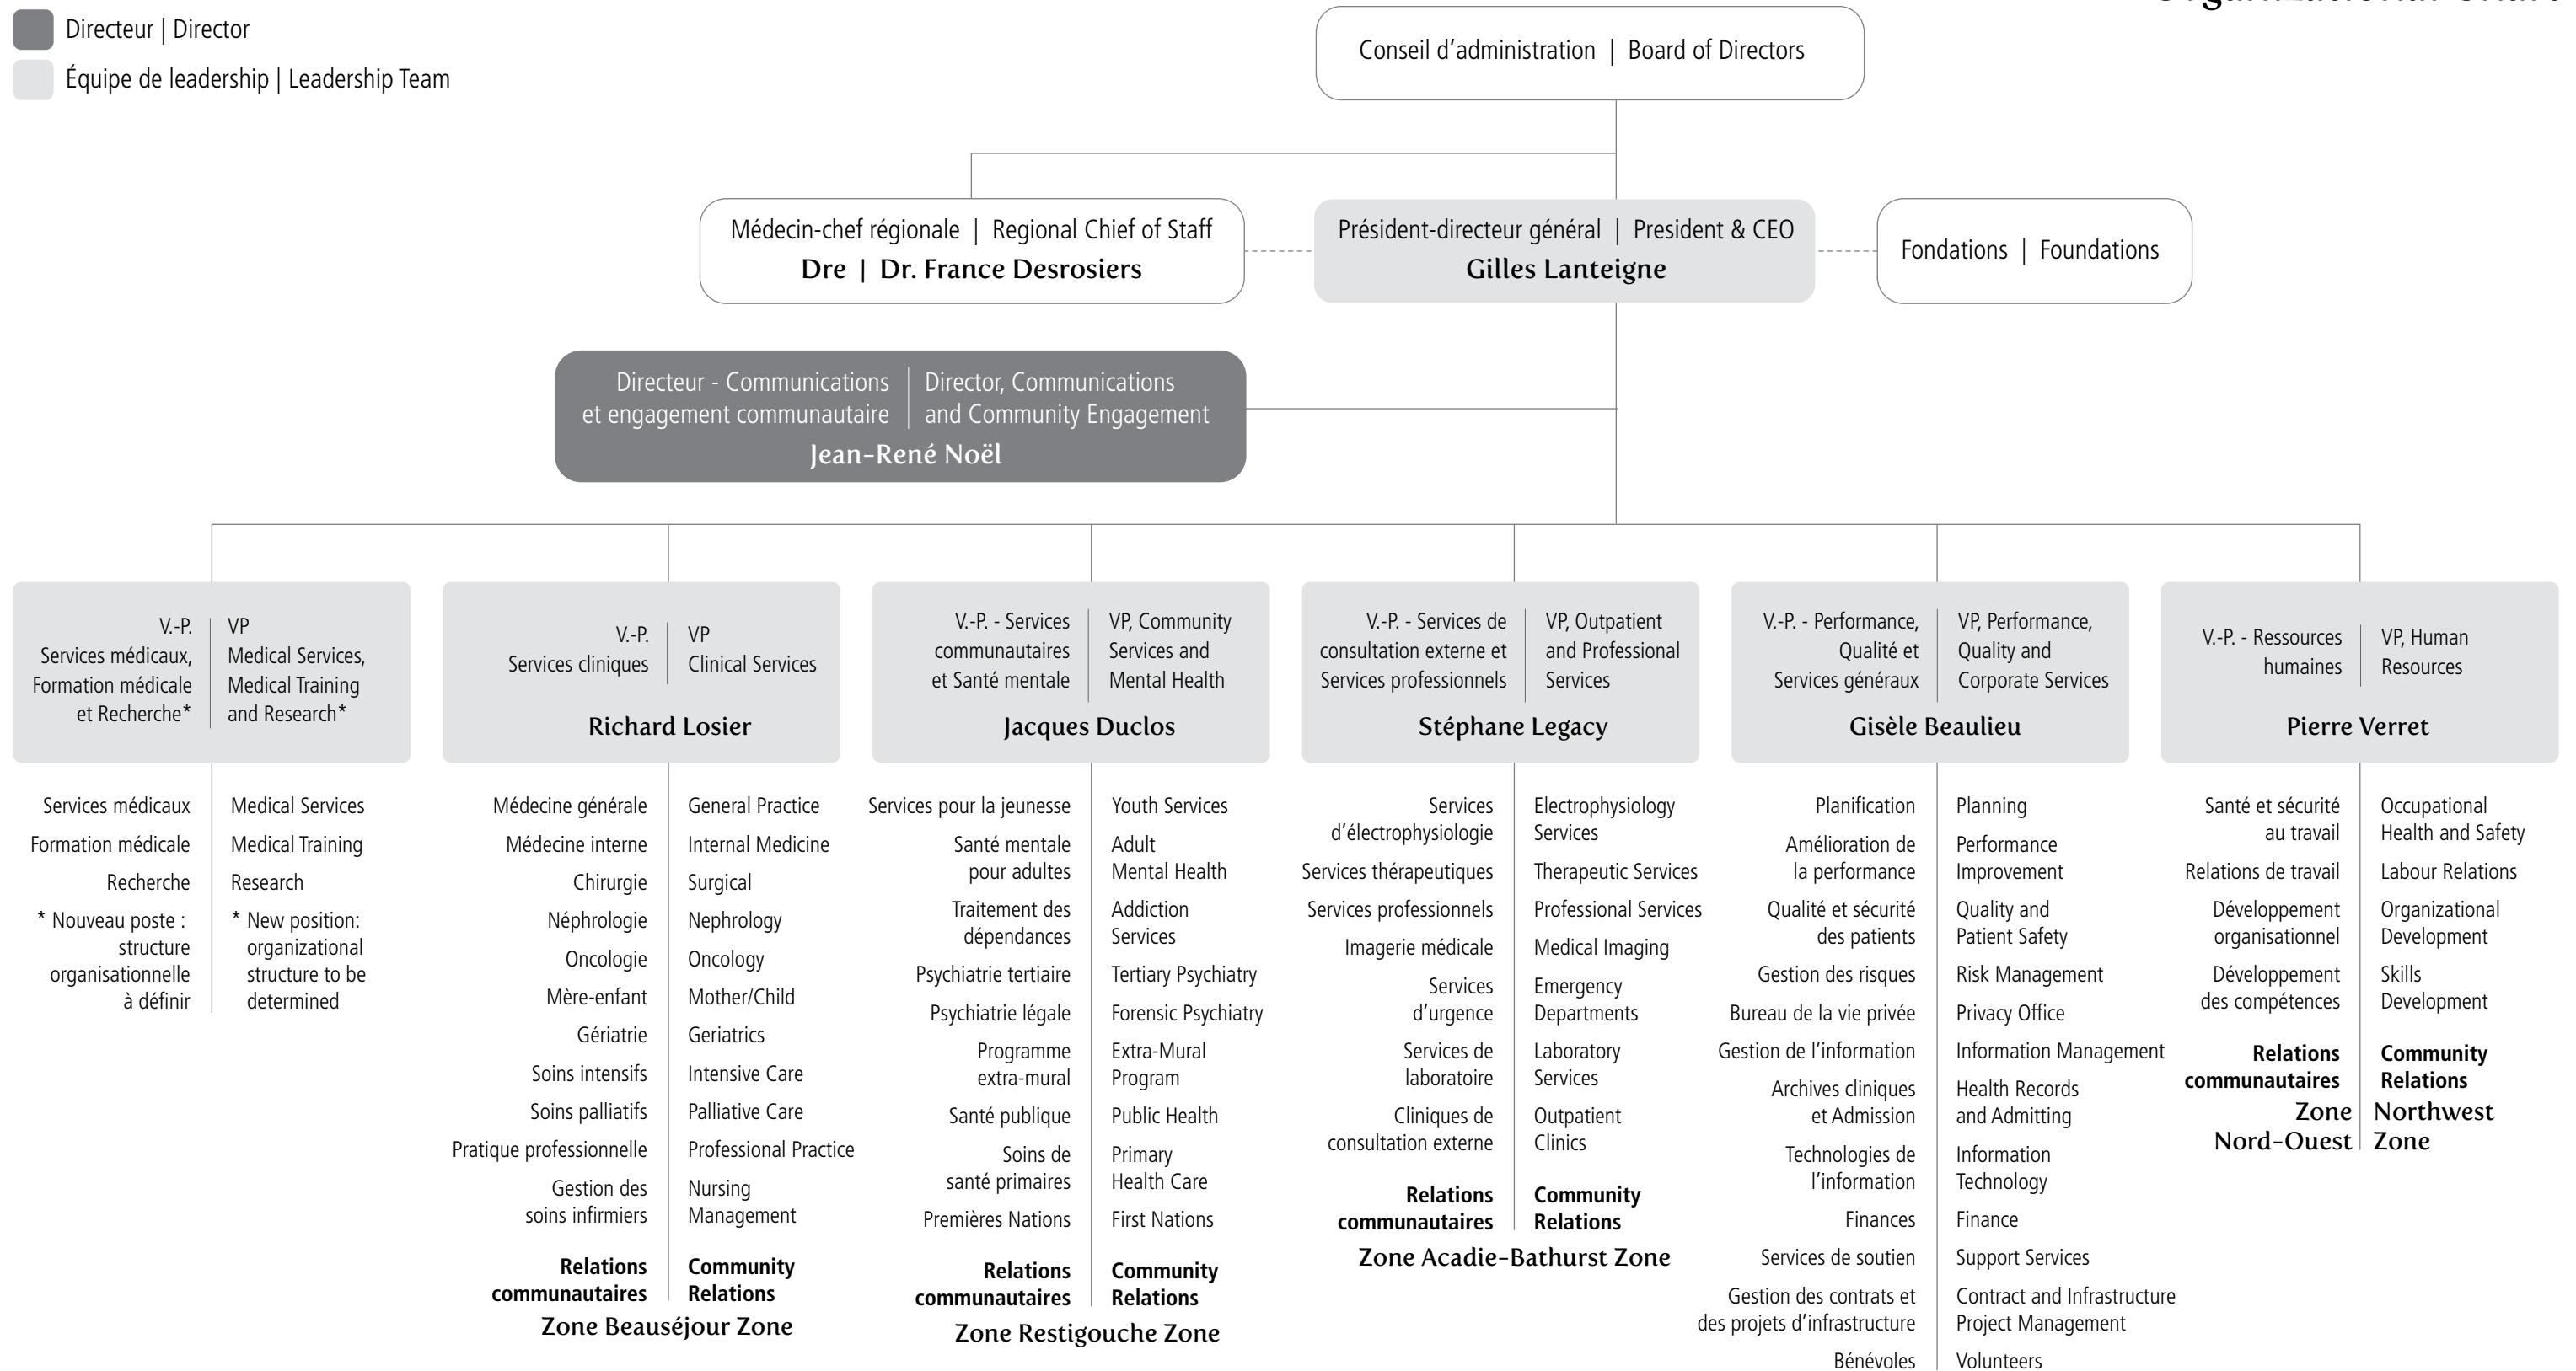 Directeur | Director
Équipe de leadership | Leadership Team
Conseil d’administration | Board of Directors
Médecin-chef régionale | Regional Chief of Staff
Dre | Dr. France Desrosiers
Président-directeur général | President & CEO
Gilles Lanteigne
Fondations | Foundations
Directeur - Communications
et engagement communautaire
Director, Communications
and Community Engagement
Jean-René Noël
V.-P.
Services médicaux,
Formation médicale
et Recherche*
VP
Medical Services,
Medical Training
and Research*
Services médicaux
Medical Services
Formation médicale
Medical Training
Recherche
Research
* Nouveau poste :
structure
organisationnelle
à définir
* New position:
organizational
structure to be
determined
V.-P.
Services cliniques
VP
Clinical Services
Richard Losier
Médecine générale
General Practice
Médecine interne
Internal Medicine
Chirurgie
Surgical
Néphrologie
Nephrology
Oncologie
Oncology
Mère-enfant
Mother/Child
Gériatrie
Geriatrics
Soins intensifs
Intensive Care
Soins palliatifs
Palliative Care
Pratique professionnelle
Professional Practice
Gestion des
soins infirmiers
Nursing
Management
Relations
communautaires
Community
Relations
Zone Beauséjour Zone
V.-P. - Services
communautaires
et Santé mentale
VP, Community
Services and
Mental Health
Jacques Duclos
Services pour la jeunesse
Youth Services
Santé mentale
pour adultes
Adult
Mental Health
Traitement des
dépendances
Addiction
Services
Psychiatrie tertiaire
Tertiary Psychiatry
Psychiatrie légale
Forensic Psychiatry
Programme
extra-mural
Extra-Mural
Program
Santé publique
Public Health
Soins de
santé primaires
Primary
Health Care
Premières Nations
First Nations
Relations
communautaires
Community
Relations
Zone Restigouche Zone
V.-P. - Services de
consultation externe et
Services professionnels
VP, Outpatient
and Professional
Services
Stéphane Legacy
Services
d’électrophysiologie
Electrophysiology
Services
Services thérapeutiques
Therapeutic Services
Services professionnels
Professional Services
Imagerie médicale
Medical Imaging
Services
d’urgence
Emergency
Departments
Services de
laboratoire
Laboratory
Services
Cliniques de
consultation externe
Outpatient
Clinics
Relations
communautaires
Community
Relations
Zone Acadie-Bathurst Zone
V.-P. - Performance,
Qualité et
Services généraux
VP, Performance,
Quality and
Corporate Services
Gisèle Beaulieu
Planification
Planning
Amélioration de
la performance
Performance
Improvement
Qualité et sécurité
des patients
Quality and
Patient Safety
Gestion des risques
Risk Management
Bureau de la vie privée
Privacy Office
Gestion de l’information
Information Management
Archives cliniques
et Admission
Health Records
and Admitting
Technologies de
l’information
Information
Technology
Finances
Finance
Services de soutien
Support Services
Gestion des contrats et
des projets d’infrastructure
Contract and Infrastructure
Project Management
Bénévoles
Volunteers
V.-P. - Ressources
humaines
VP, Human
Resources
Pierre Verret
Santé et sécurité
au travail
Occupational
Health and Safety
Relations de travail
Labour Relations
Développement
organisationnel
Organizational
Development
Développement
des compétences
Skills
Development
Relations
communautaires
Community
Relations
Zone
Nord-Ouest
Northwest
Zone